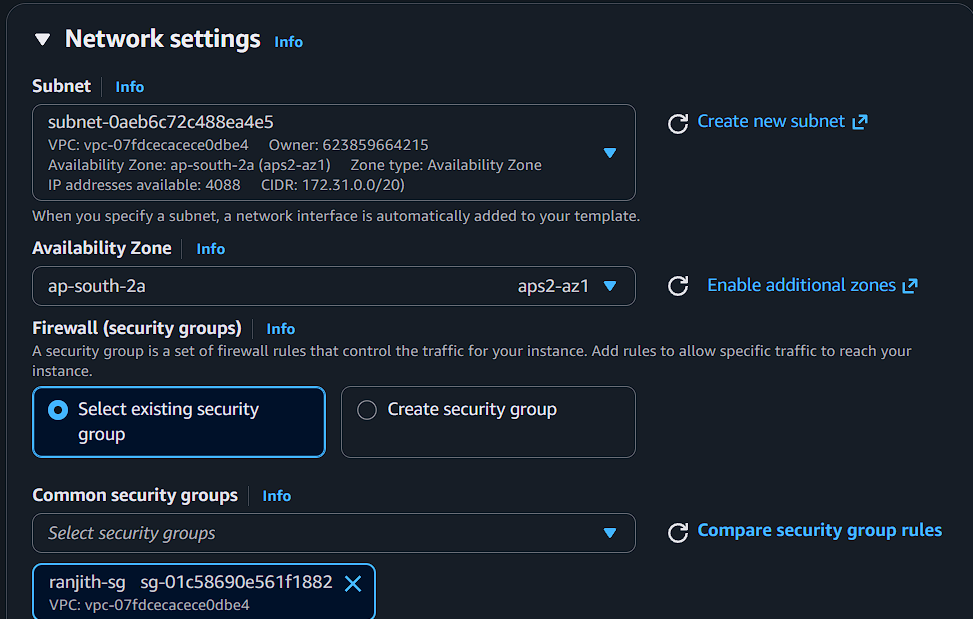 Network settings Info
Subnet Info
subnet-0aeb6c72c488ea4e5
VPC: vpc-07fdcecacece0dbe4 Owner: 623859664215
Availability Zone: ap-south-2a (aps2-az1) Zone type: Availability Zone
IP addresses available: 4088 CIDR: 172.31.0.0/20)
Create new subnet
When you specify a subnet, a network interface is automatically added to your template.
Availability Zone Info
ap-south-2a aps2-az1
Enable additional zones
Firewall (security groups) Info
A security group is a set of firewall rules that control the traffic for your instance. Add rules to allow specific traffic to reach your
instance.
Select existing security
group
Create security group
Common security groups Info
Select security groups
Compare security group rules
ranjith-sg sg-01c58690e561f1882
VPC: vpc-07fdcecacece0dbe4